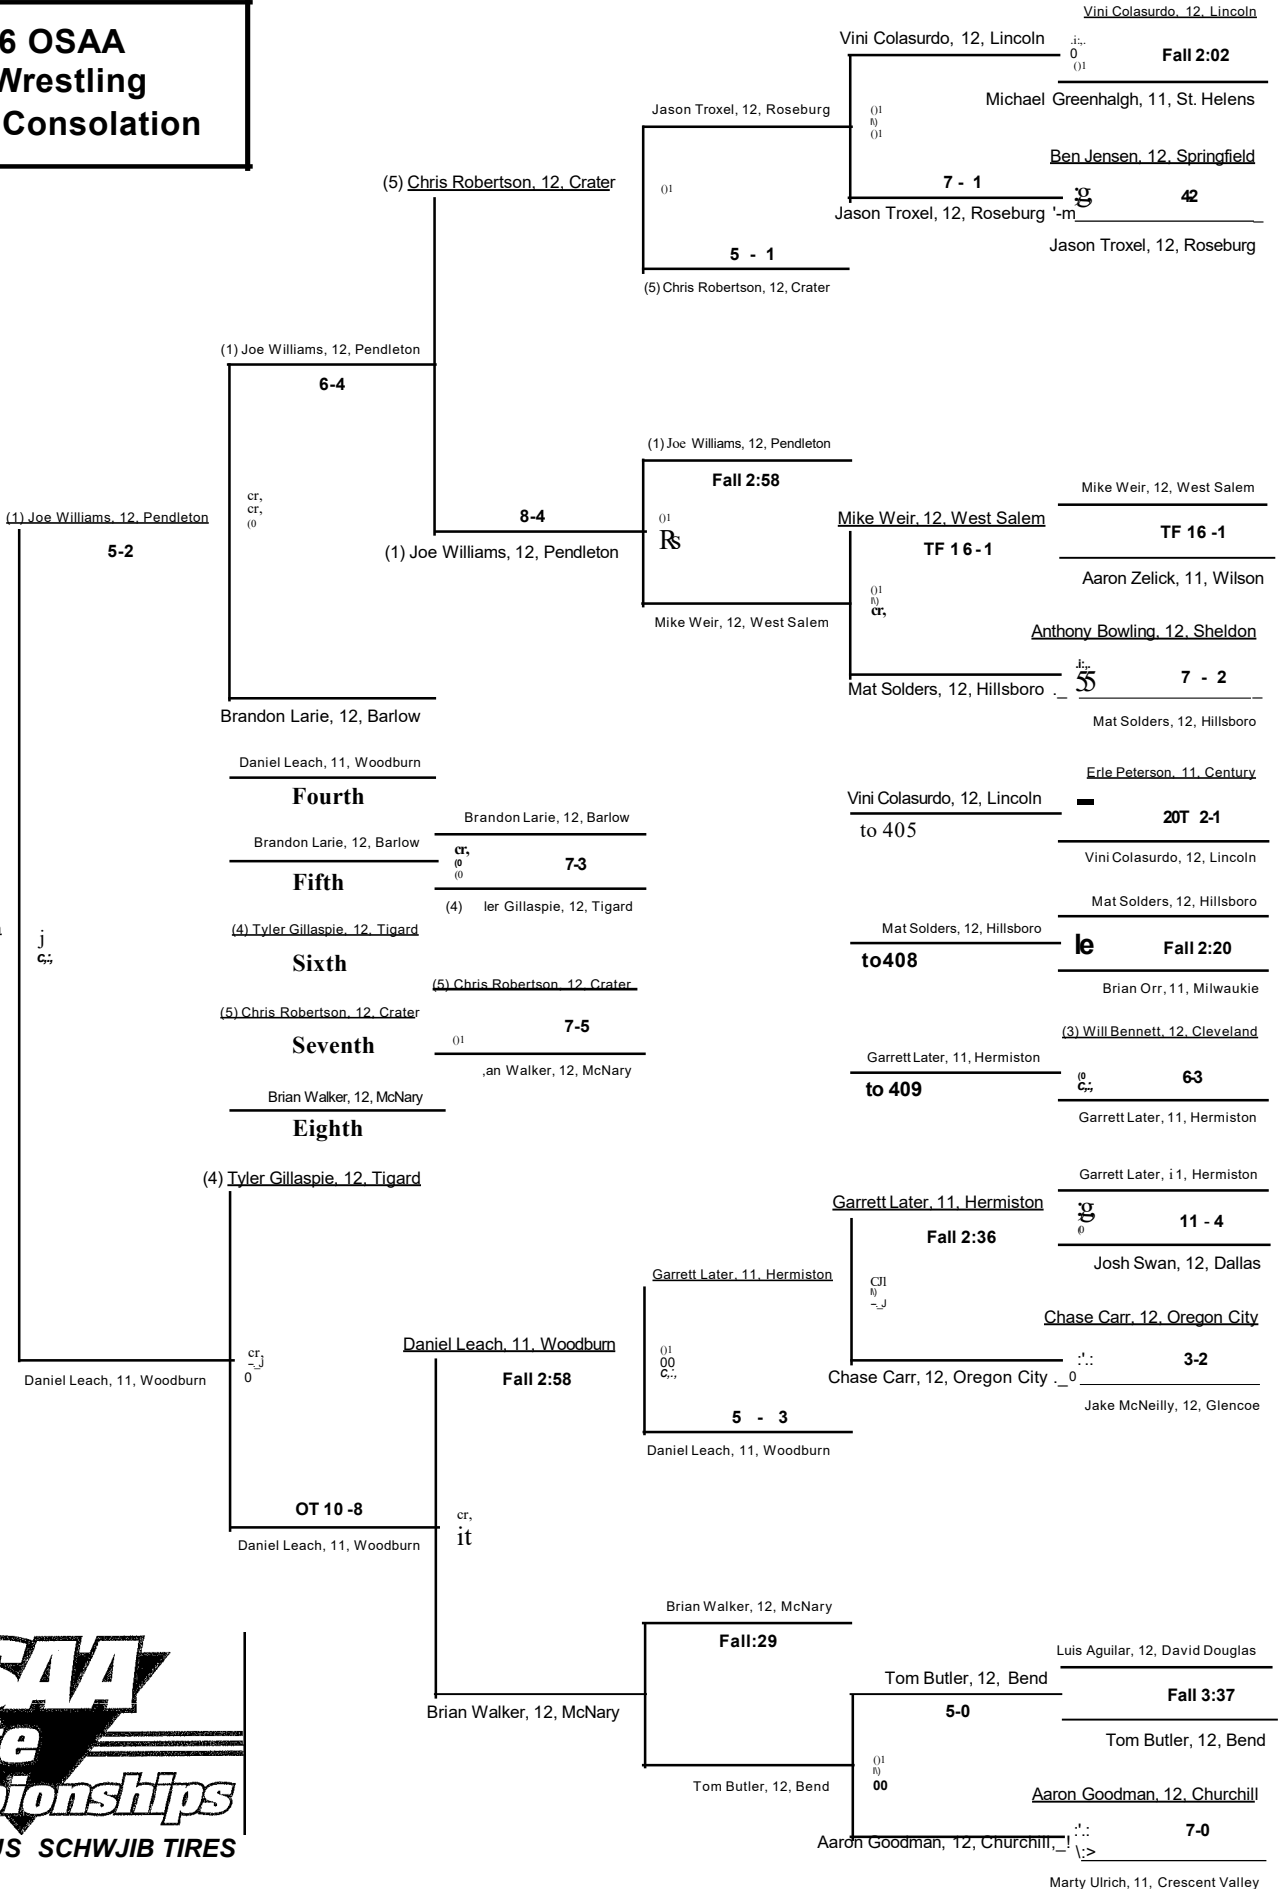 6 OSAA
Wrestling
Consolation
Vini Colasurdo, 12, Lincoln
Vini Colasurdo, 12, Lincoln
Fall 2:02
Michael Greenhalgh, 11, St. Helens
Jason Troxel, 12, Roseburg
Ben Jensen, 12, Springfield
(5) Chris Robertson, 12, Crater
7 - 1
42
Jason Troxel, 12, Roseburg
Jason Troxel, 12, Roseburg
5 - 1
(5) Chris Robertson, 12, Crater
(1) Joe Williams, 12, Pendleton
6-4
(1) Joe Williams, 12, Pendleton
Fall 2:58
Mike Weir, 12, West Salem
(1) Joe Williams, 12, Pendleton
8-4
Mike Weir, 12, West Salem
TF 16 -1
5-2
(1) Joe Williams, 12, Pendleton
TF 16-1
Aaron Zelick, 11, Wilson
Mike Weir, 12, West Salem
Anthony Bowling, 12, Sheldon
7 - 2
Mat Solders, 12, Hillsboro
Brandon Larie, 12, Barlow
Mat Solders, 12, Hillsboro
Daniel Leach, 11, Woodburn
Fourth
Erle Peterson, 11, Century
Vini Colasurdo, 12, Lincoln
to 405
20T 2-1
Brandon Larie, 12, Barlow
Brandon Larie, 12, Barlow
Fifth
7-3
Vini Colasurdo, 12, Lincoln
(4) ler Gillaspie, 12, Tigard
Mat Solders, 12, Hillsboro
(4) Tyler Gillaspie, 12, Tigard
Sixth
Mat Solders, 12, Hillsboro
to408
Fall 2:20
(5) Chris Robertson, 12, Crater
Brian Orr, 11, Milwaukie
(5) Chris Robertson, 12, Crater
Seventh
7-5
(3) Will Bennett, 12, Cleveland
,an Walker, 12, McNary
Garrett Later, 11, Hermiston
to 409
63
Brian Walker, 12, McNary
Eighth
Garrett Later, 11, Hermiston
(4) Tyler Gillaspie, 12, Tigard
Garrett Later, i1, Hermiston
Garrett Later, 11, Hermiston
11 - 4
Fall 2:36
Josh Swan, 12, Dallas
Garrett Later, 11, Hermiston
Chase Carr, 12, Oregon City
Daniel Leach, 11, Woodburn
Fall 2:58
3-2
Daniel Leach, 11, Woodburn
Chase Carr, 12, Oregon City
Jake McNeilly, 12, Glencoe
5 - 3
Daniel Leach, 11, Woodburn
OT 10 -8
Daniel Leach, 11, Woodburn
Brian Walker, 12, McNary
Fall:29
Luis Aguilar, 12, David Douglas
Tom Butler, 12, Bend
Fall 3:37
Brian Walker, 12, McNary
5-0
Tom Butler, 12, Bend
Tom Butler, 12, Bend
Aaron Goodman, 12, Churchill
7-0
Aaron Goodman, 12, Churchill,
Marty Ulrich, 11, Crescent Valley
SAA
pionships
SCHWJIB TIRES